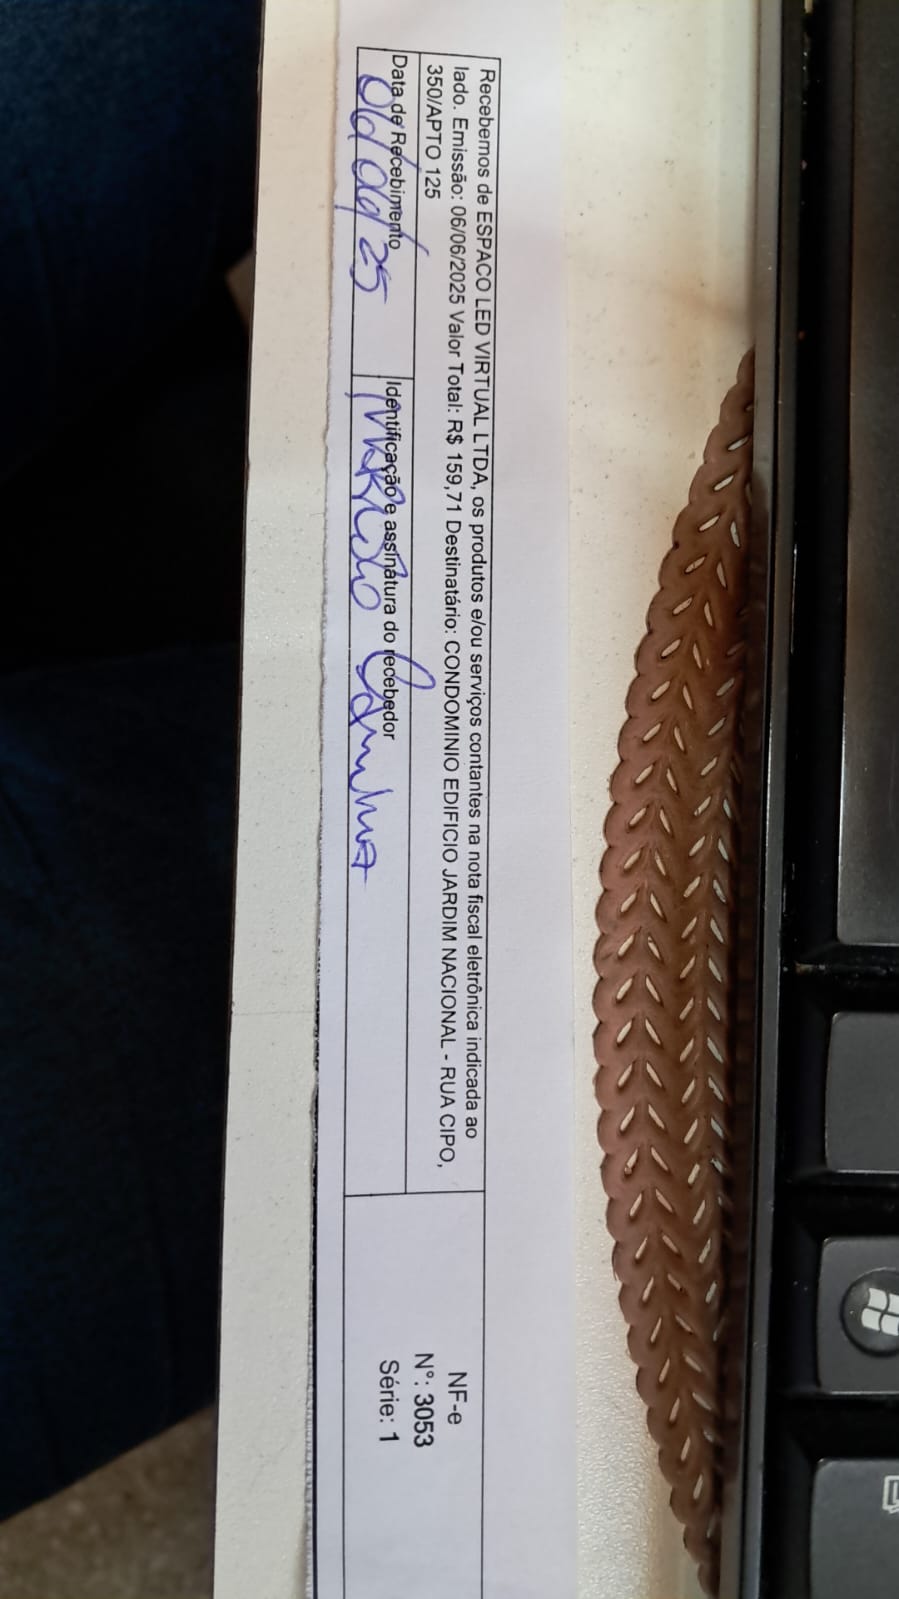 Recebemos de ESPACO LED VIRTUAL LTDA, os produtos e/ou serviços contantes na nota fiscal eletrônica indicada ao
lado. Emissão: 06/06/2025 Valor Total: R$ 159,71 Destinatário: CONDOMINIO EDIFICIO JARDIM NACIONAL - RUA CIPO,
350/APTO 125
Data de Recebimento
Identificação e assinatura do recebedor
NF-e
N°: 3053
Série: 1